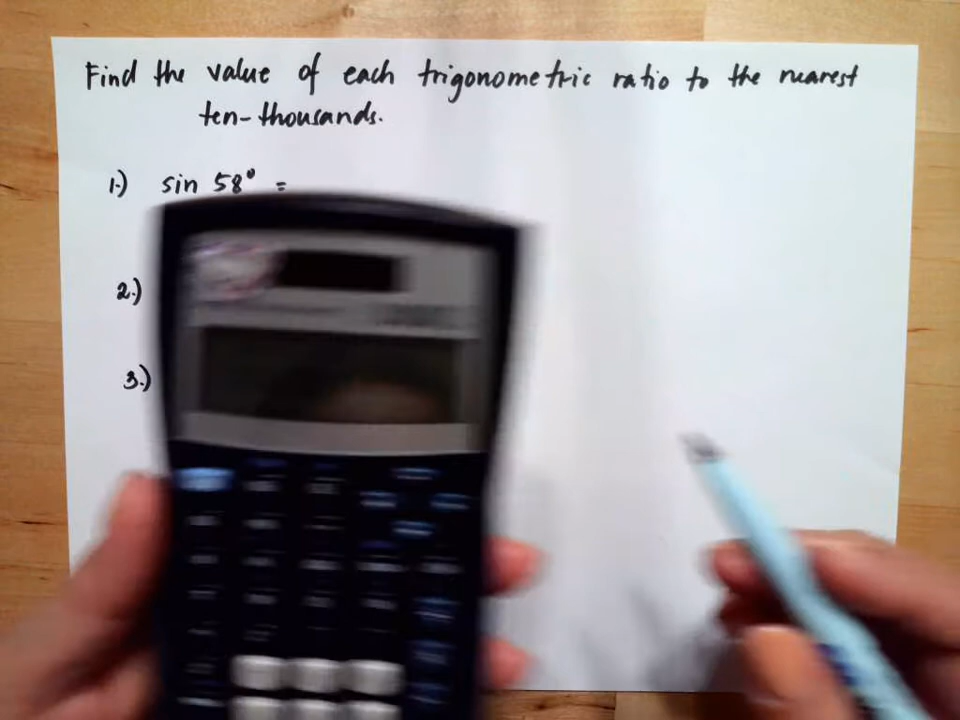 Find the value of each trigonometric ratio to the nearest
ten-thousands.
1.) sin 58° =
2.)
3.)